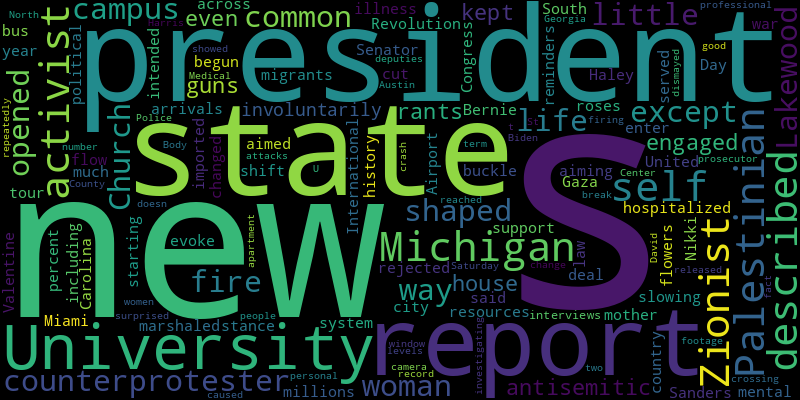 campus
common
illness
North
Harris
across
South
Georgia
professional
little
war
bus
year
activist
political
even
Revolution
kept
Congress
Senator
president
Lakewood
begun
intended
guns
migrants
cut
Haley
Day
reminders
served
good
dismayed
Medical
Austin
showed
deputies
opened
repeatedly
Church
arrivals
involuntarily
rants
Bernie
life
roses
firing
except
Police
number
imported
state
International
Airport
t
St
Biden
enter
engaged
flow
County
changed
Body
aimed
history
crash
term
buckle
aiming
United
prosecutor
much
doesn
shift
attacks
u
Gaza
Center
tour
self
break
reached
new
S
Palestinian
described
Valentine
percent
including
Carolina
starting
evoke
apartment
shaped
support
hospitalized
Michigan
law
David
flowers
Nikki
Zionist
fire
rejected
Saturday
change
released
fact
way
house
deal
said
slowing
women
Miami
surprised
people
marshaledstance
system
city
resources
interviews
mother
University
report
window
levels
investigating
country
footage
crossing
counterprotester
personal
millions
caused
camera
record
woman
two
antisemitic
Sanders
mental